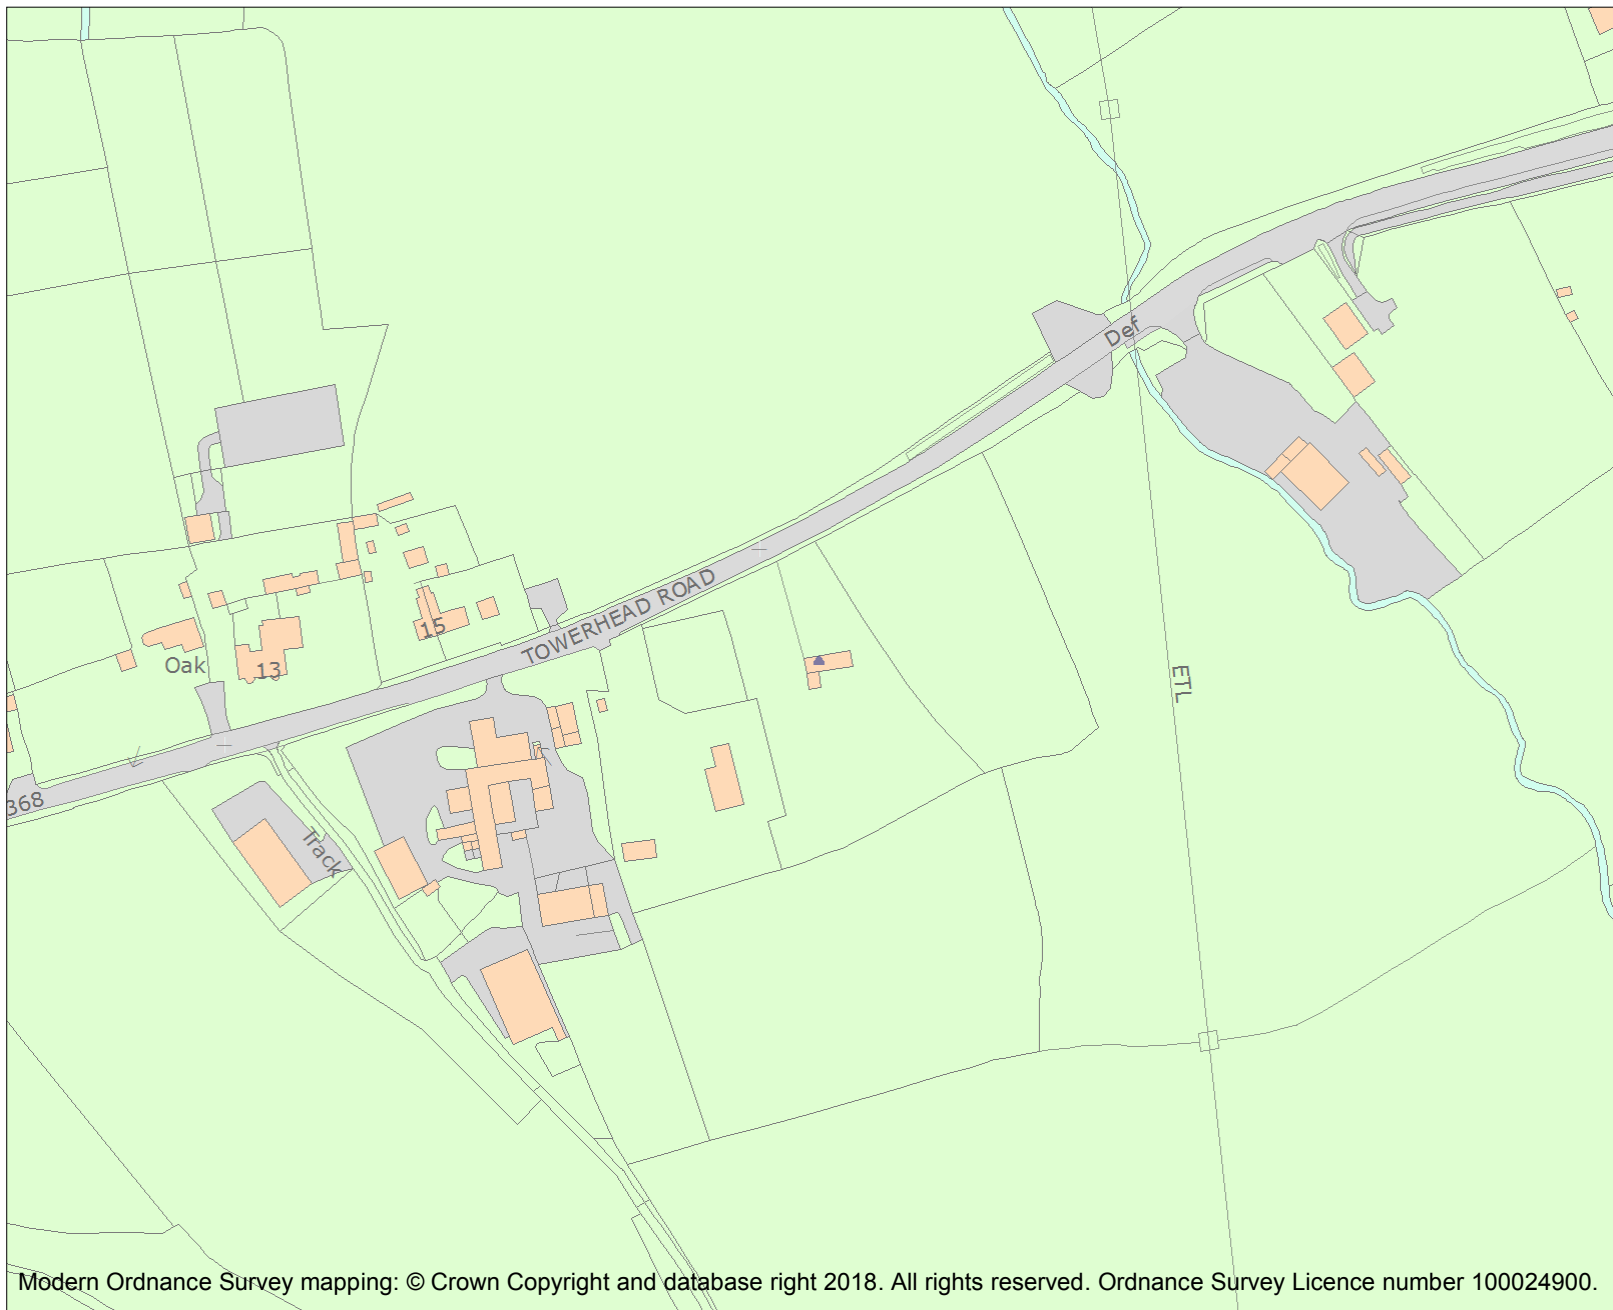 Def
TOWERHEAD ROAD
15
Oak
13
ETL
368
Track
Modern Ordnance Survey mapping: © Crown Copyright and database right 2018. All rights reserved. Ordnance Survey Licence number 100024900.